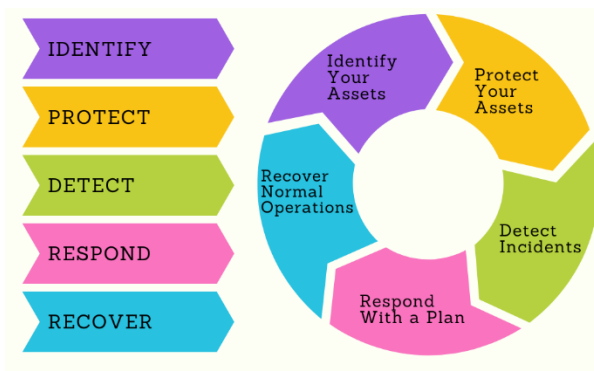 IDENTIFY
PROTECT
DETECT
RESPOND
RECOVER
Identify
Your
Assets
Protect
Your
Assets
Detect
Incidents
Respond
With a Plan
Recover
Normal
Operations